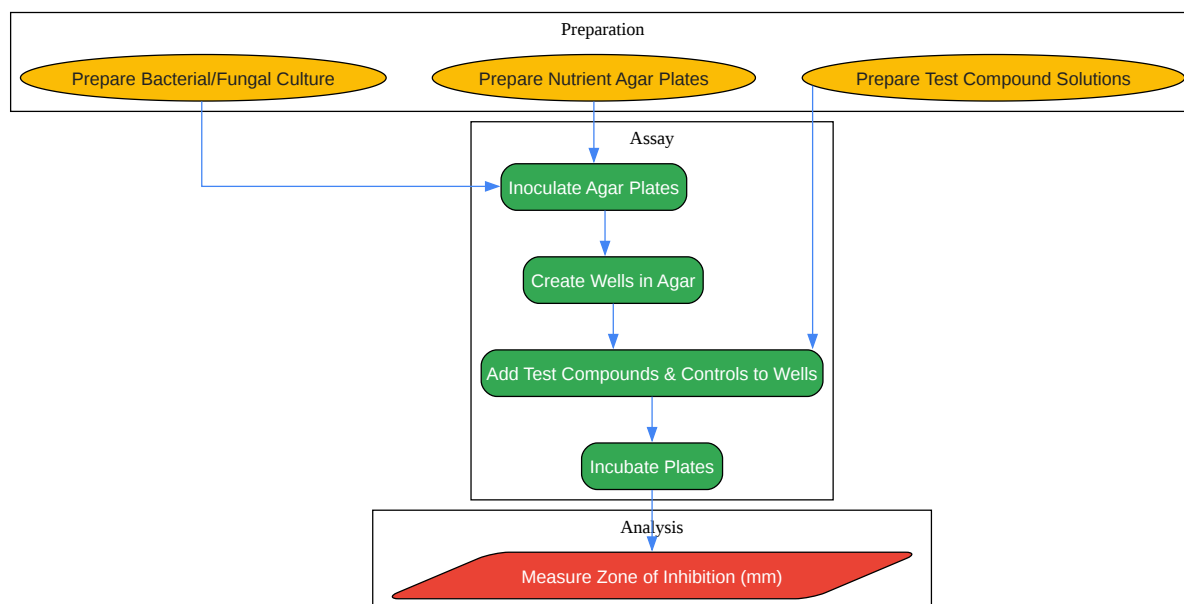 Preparation
Prepare Bacterial/Fungal Culture
Prepare Nutrient Agar Plates
Prepare Test Compound Solutions
Assay
Inoculate Agar Plates
Create Wells in Agar
Add Test Compounds & Controls to Wells
Incubate Plates
Analysis
Measure Zone of Inhibition (mm)